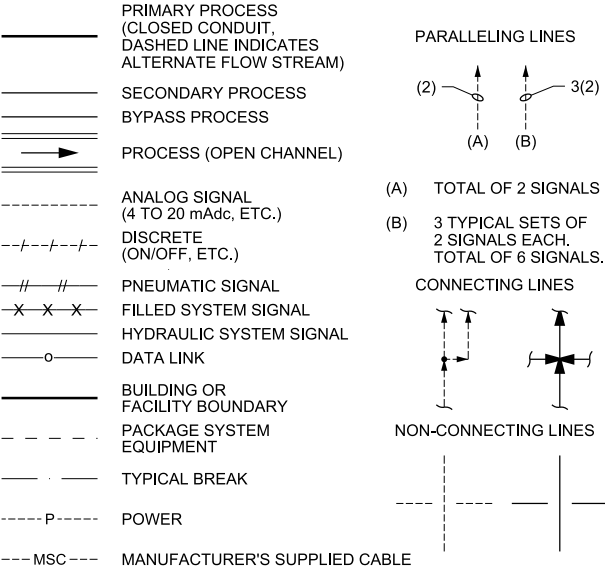 PRIMARY PROCESS
(CLOSED CONDUIT,
DASHED LINE INDICATES
ALTERNATE FLOW STREAM)
SECONDARY PROCESS
BYPASS PROCESS
PROCESS (OPEN CHANNEL)
ANALOG SIGNAL
(4 TO 20 mAdc, ETC.)
DISCRETE
(ON/OFF, ETC.)
PNEUMATIC SIGNAL
X X X FILLED SYSTEM SIGNAL
HYDRAULIC SYSTEM SIGNAL
o DATA LINK
BUILDING OR
FACILITY BOUNDARY
PACKAGE SYSTEM
EQUIPMENT
TYPICAL BREAK
P POWER
MSC MANUFACTURER'S SUPPLIED CABLE
PARALLELING LINES
(2) 3(2)
(A) (B)
(A) TOTAL OF 2 SIGNALS
(B) 3 TYPICAL SETS OF
2 SIGNALS EACH.
TOTAL OF 6 SIGNALS.
CONNECTING LINES
NON-CONNECTING LINES